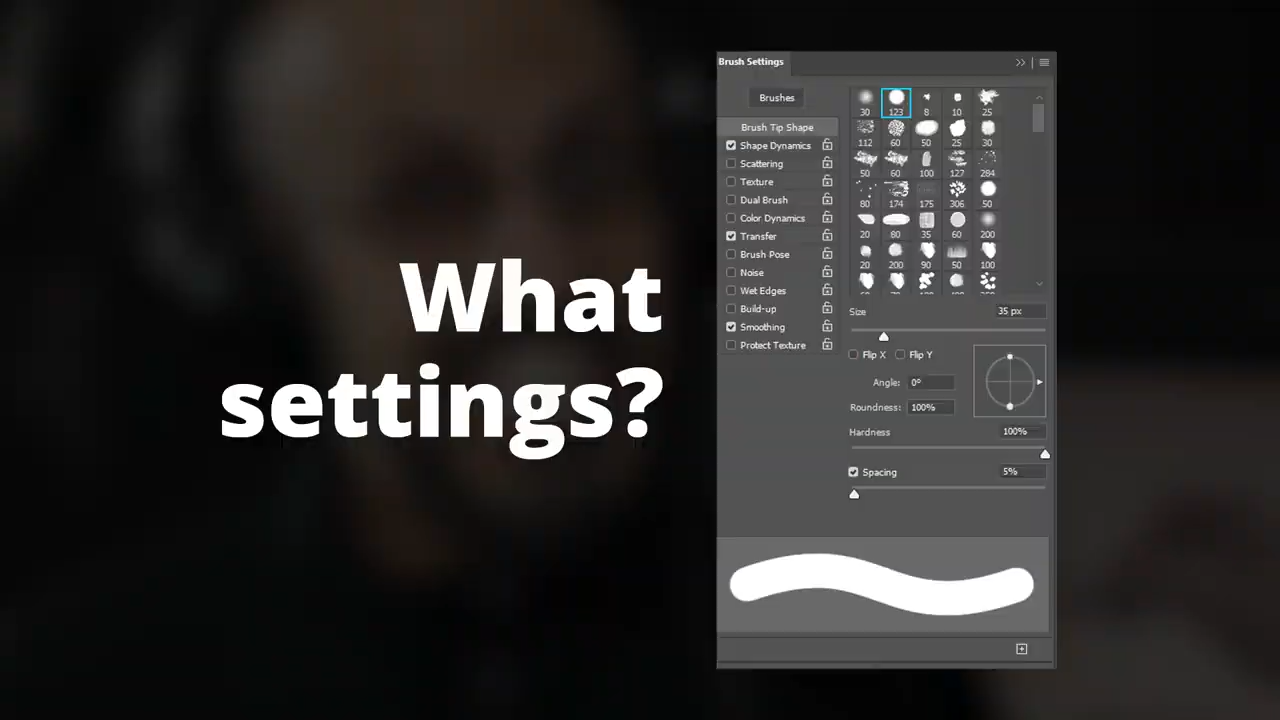 What
settings?
Brush Settings
Brushes
Brush Tip Shape
Shape Dynamics
Scattering
Texture
Dual Brush
Color Dynamics
Transfer
Brush Pose
Noise
Wet Edges
Build-up
Smoothing
Protect Texture
30 123 8 10 25
112 60 50 25 30
50 60 100 127 284
80 174 175 306 50
20 80 35 60 200
20 200 90 50 100
Size 35 px
Flip X Flip Y
Angle: 0°
Roundness: 100%
Hardness 100%
Spacing 5%